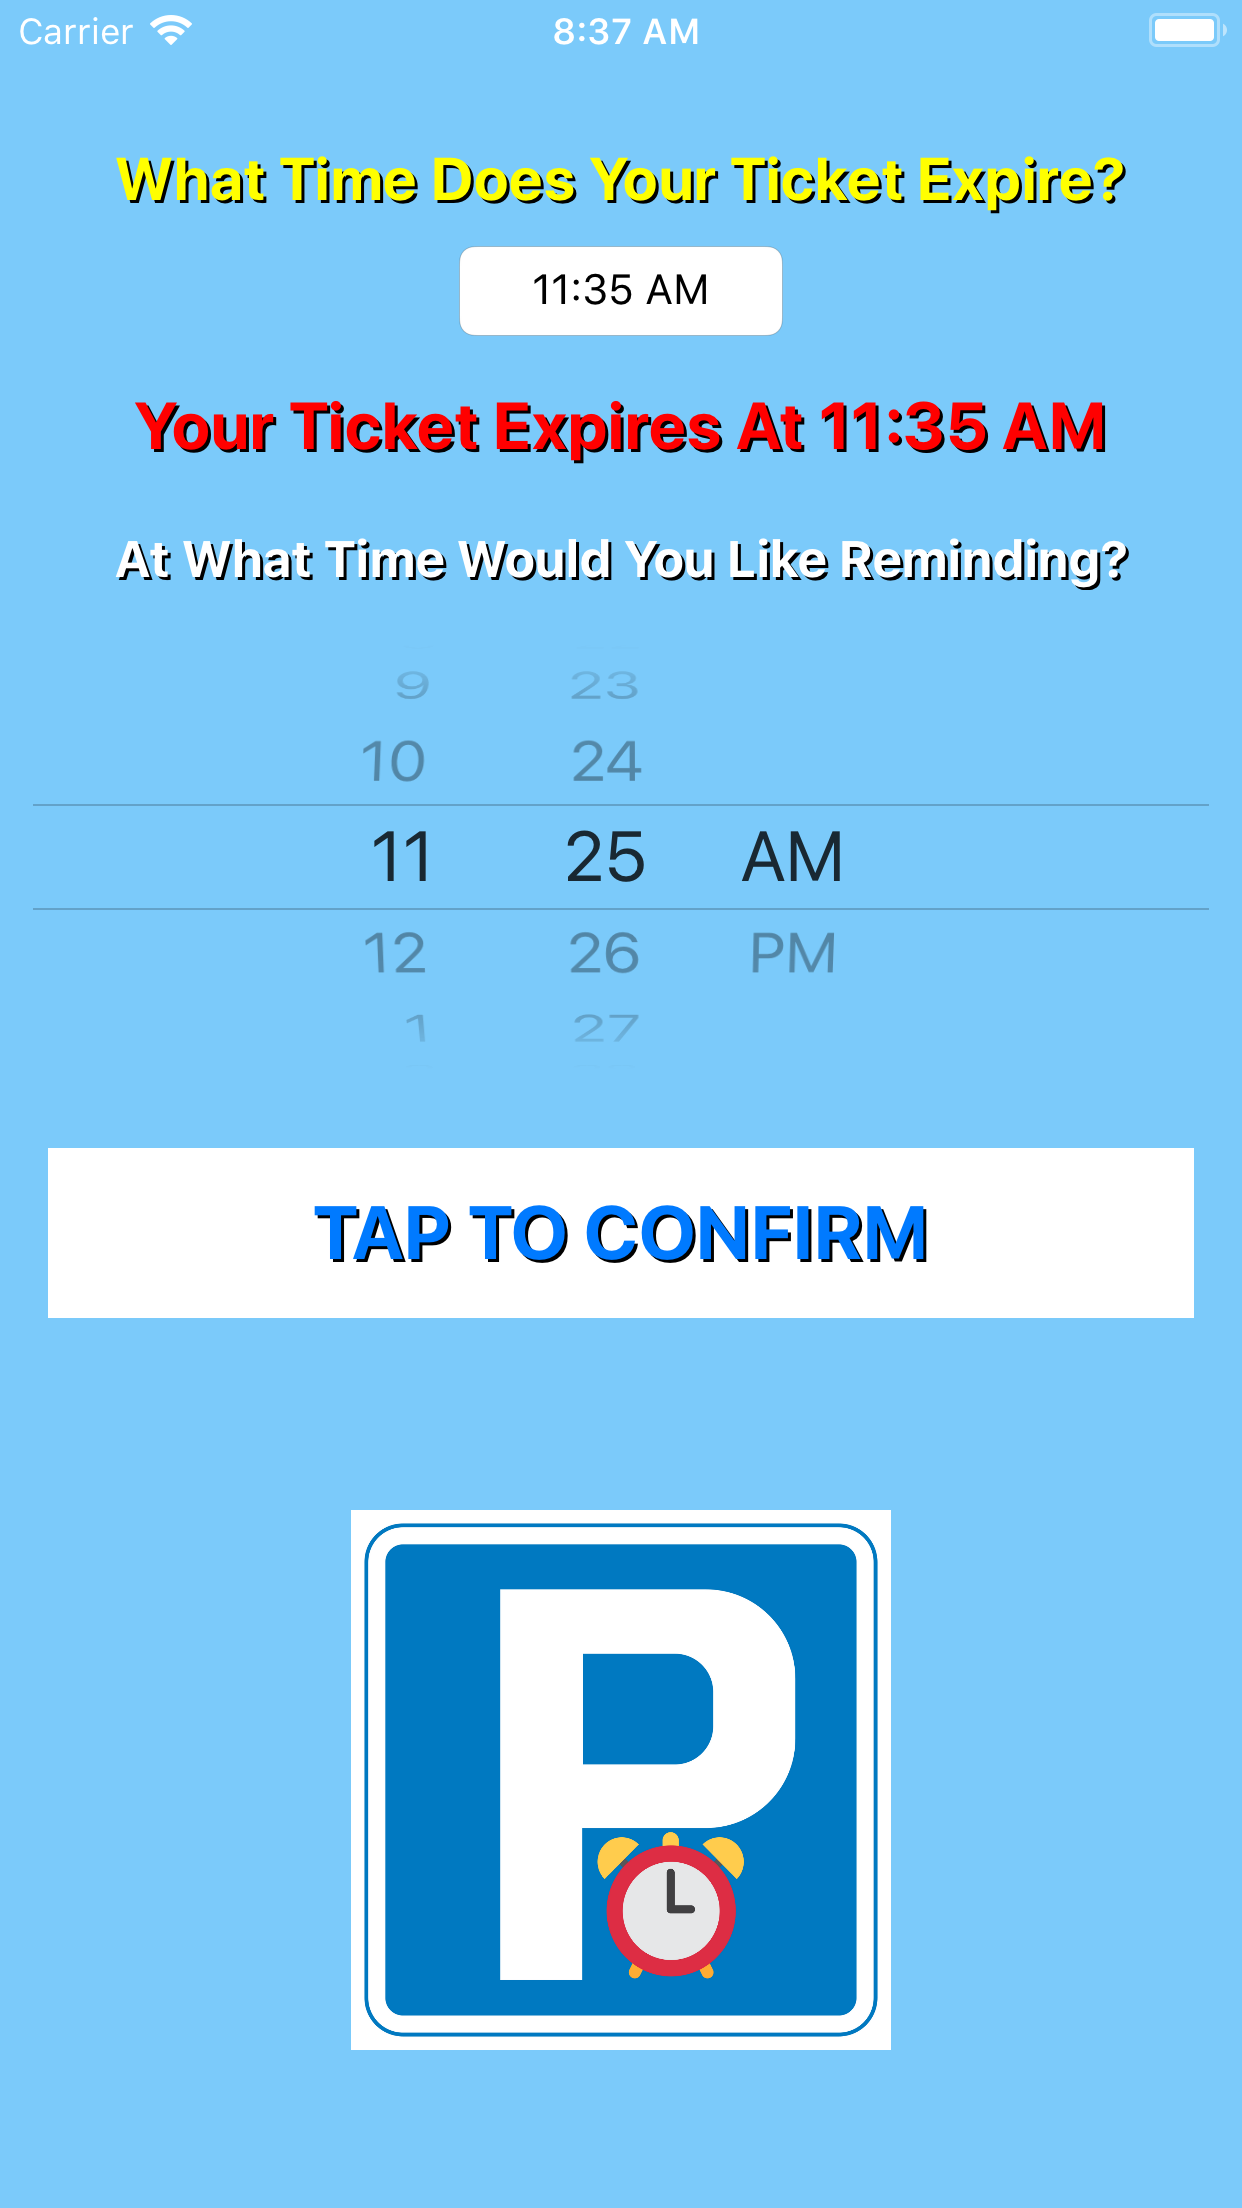 Carrier 8:37 AM
What Time Does Your Ticket Expire?
11:35 AM
Your Ticket Expires At 11:35 AM
At What Time Would You Like Reminding?
9 23
10 24
11 25 AM
12 26 PM
1 27
TAP TO CONFIRM
P